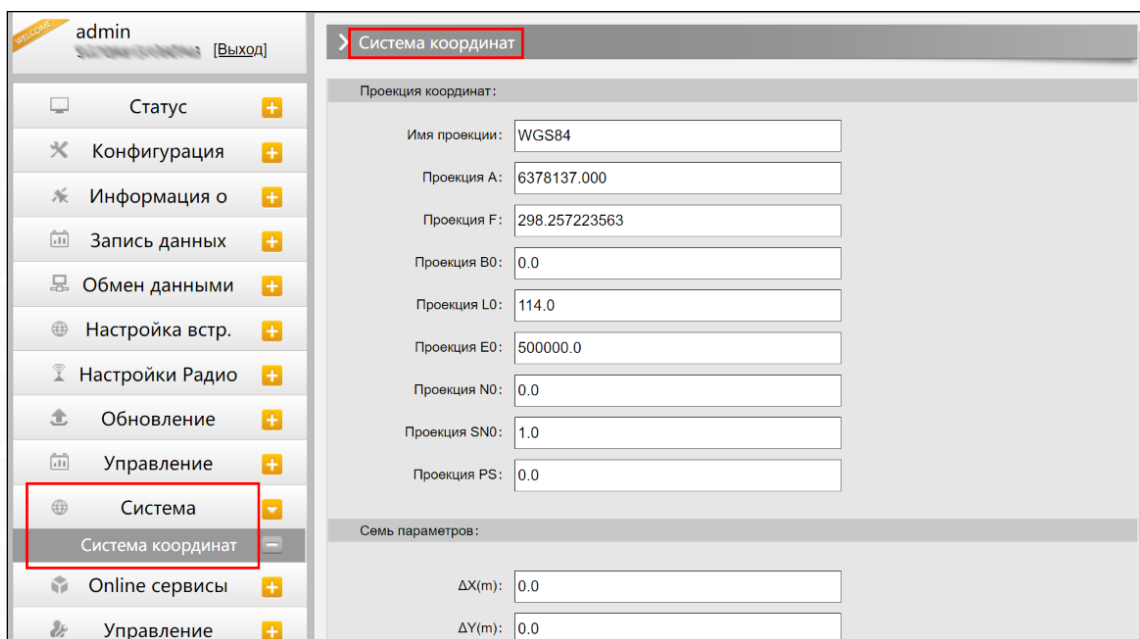 WELCOME
admin
[Выход]
Статус
Конфигурация
Информация о
Запись данных
Обмен данными
Настройка встр.
Настройки Радио
Обновление
Управление
Система
Система координат
Online сервисы
Управление
Система координат
Проекция координат:
Имя проекции: WGS84
Проекция A: 6378137.000
Проекция F: 298.257223563
Проекция B0: 0.0
Проекция L0: 114.0
Проекция E0: 500000.0
Проекция N0: 0.0
Проекция SN0: 1.0
Проекция PS: 0.0
Семь параметров:
ΔX(m): 0.0
ΔY(m): 0.0